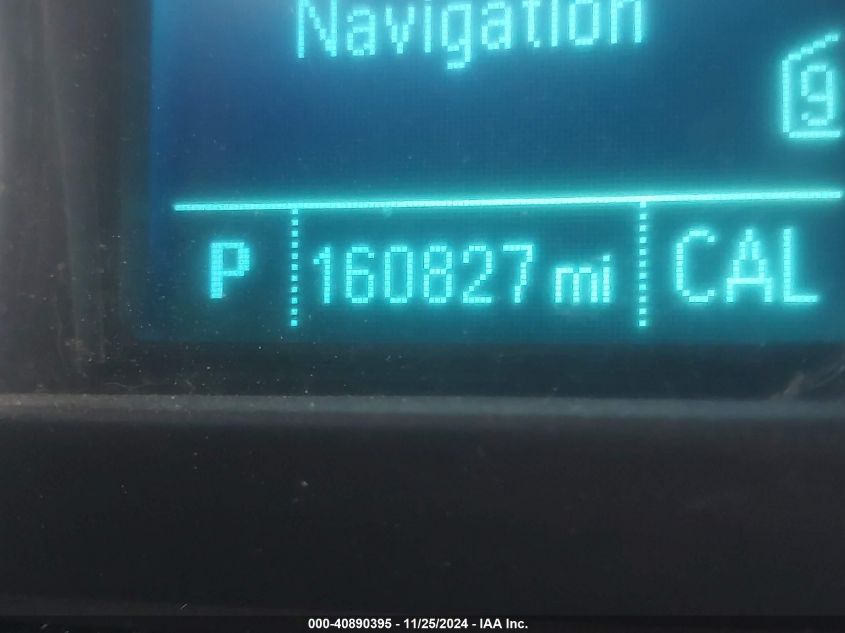 Navigation
9
P 160827 mi CAL
000-40890395 - 11/25/2024 - IAA Inc.